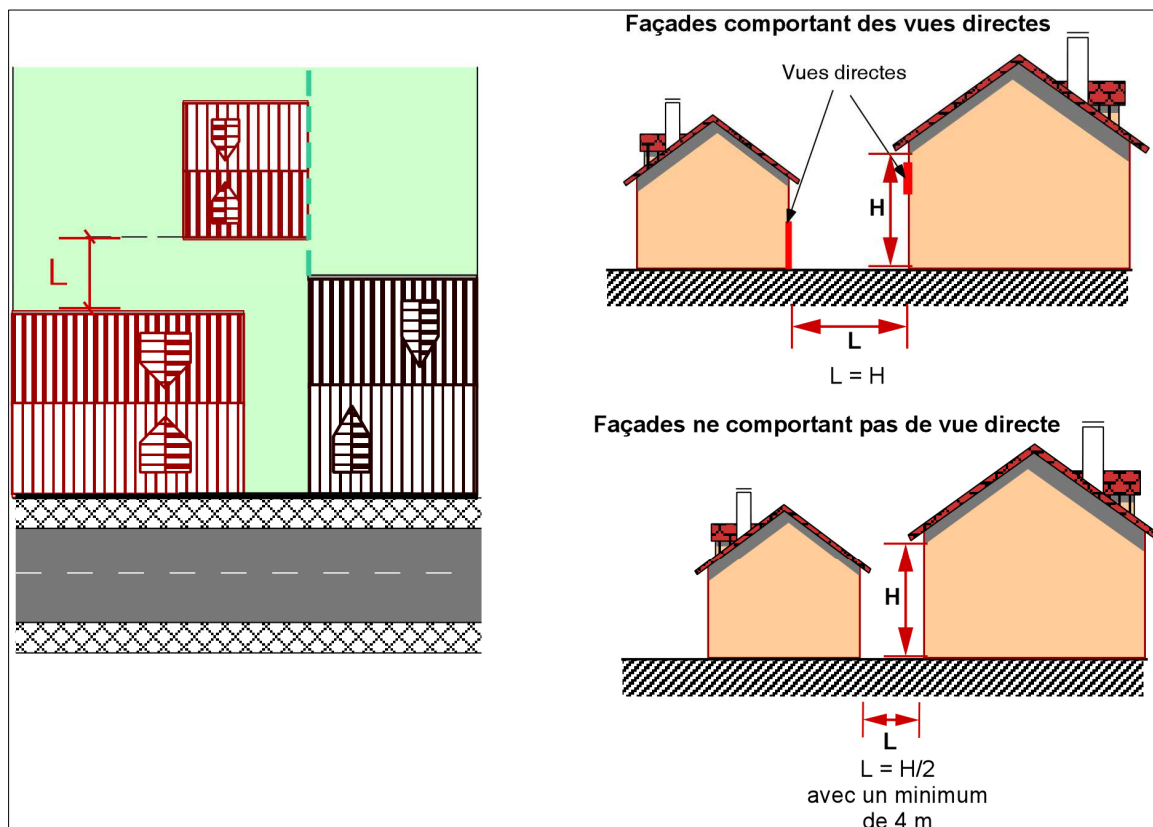 L
Façades comportant des vues directes
Vues directes
H
L
L = H
Façades ne comportant pas de vue directe
H
L
L = H/2
avec un minimum
de 4 m